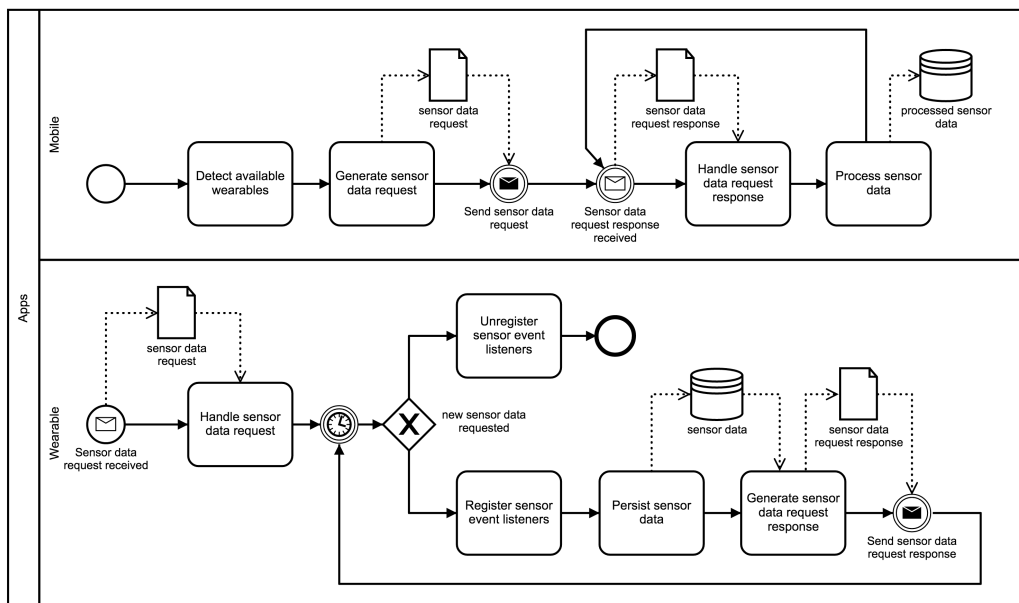 Apps
Mobile
sensor data
request
sensor data
request response
processed sensor
data
Detect available
wearables
Generate sensor
data request
Send sensor data
request
Sensor data
request response
received
Handle sensor
data request
response
Process sensor
data
Wearable
sensor data
request
Sensor data
request received
Handle sensor
data request
Unregister
sensor event
listeners
new sensor data
requested
Register sensor
event listeners
Persist sensor
data
sensor data
Generate sensor
data request
response
sensor data
request response
Send sensor data
request response